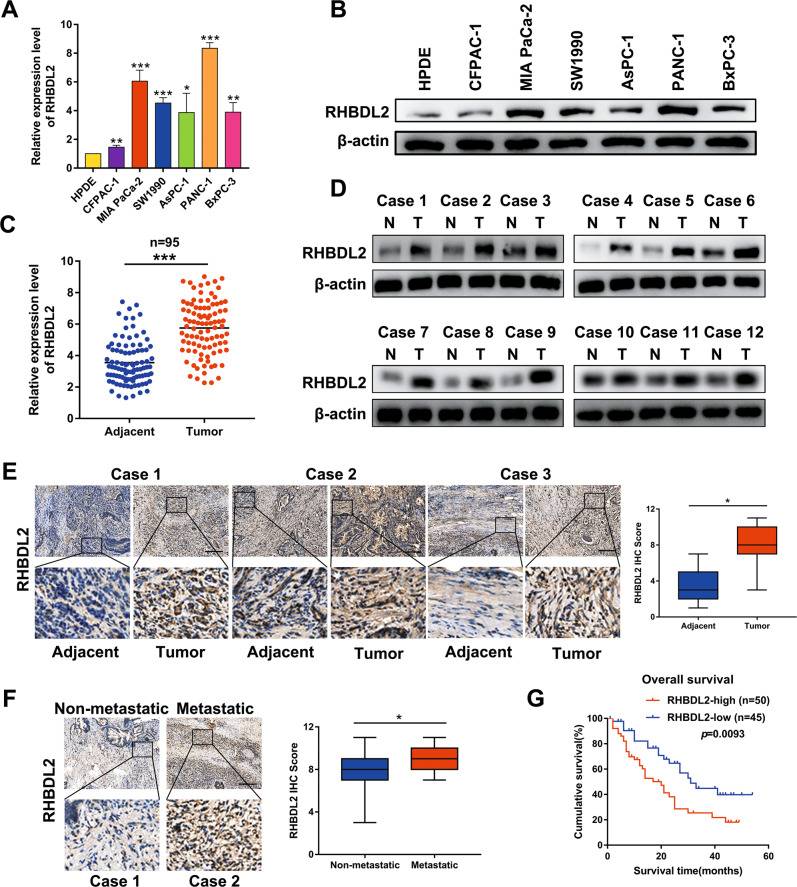 A
Relative expression level
of RHBDL2
10
8
6
4
2
0
** *** *** * *** **
HPDE
CFPAC-1
MIA PaCa-2
SW1990
AsPC-1
PANC-1
BxPC-3
B
HPDE
CFPAC-1
MIA PaCa-2
SW1990
AsPC-1
PANC-1
BxPC-3
RHBDL2
β-actin
C
n=95
***
Relative expression level
of RHBDL2
10
8
6
4
2
0
Adjacent Tumor
D
Case 1 Case 2 Case 3 Case 4 Case 5 Case 6
N T N T N T N T N T N T
RHBDL2
β-actin
Case 7 Case 8 Case 9 Case 10 Case 11 Case 12
N T N T N T N T N T N T
RHBDL2
β-actin
E
Case 1 Case 2 Case 3
RHBDL2
Adjacent Tumor Adjacent Tumor Adjacent Tumor
RHBDL2 IHC Score
12
8
4
0
*
Adjacent Tumor
F
Non-metastatic Metastatic
RHBDL2
Case 1 Case 2
RHBDL2 IHC Score
12
8
4
0
*
Non-metastatic Metastatic
G
Overall survival
RHBDL2-high (n=50)
RHBDL2-low (n=45)
p=0.0093
Cumulative survival(%)
100
80
60
40
20
0
0 20 40 60
Survival time(months)